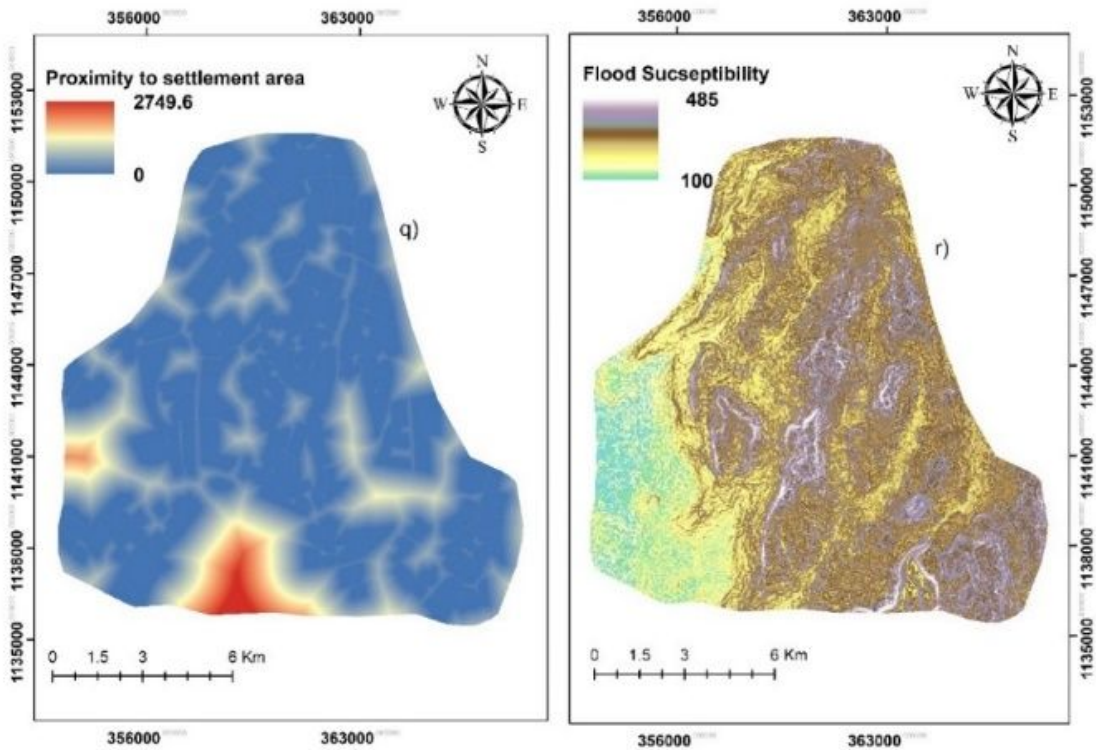 356000 363000
Proximity to settlement area
2749.6
0
N
W E
S
1153000
1150000
1147000
1144000
1141000
1138000
1135000
q)
0 1.5 3 6 Km
356000 363000
356000 363000
Flood Sucseptibility
485
100
N
W E
S
1153000
1150000
1147000
1144000
1141000
1138000
1135000
r)
0 1.5 3 6 Km
356000 363000